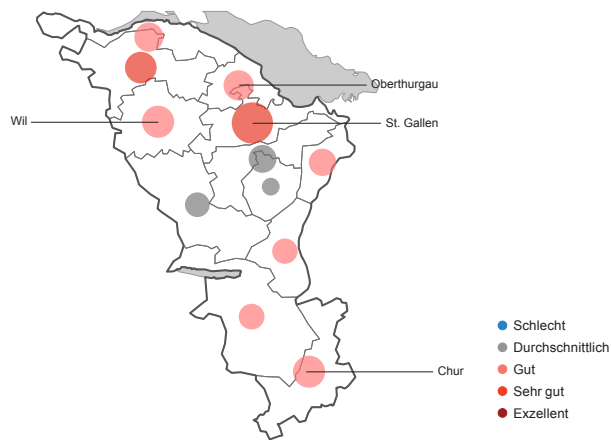 Oberthurgau
Wil
St. Gallen
Schlecht
Durchschnittlich
Gut
Chur
Sehr gut
Exzellent